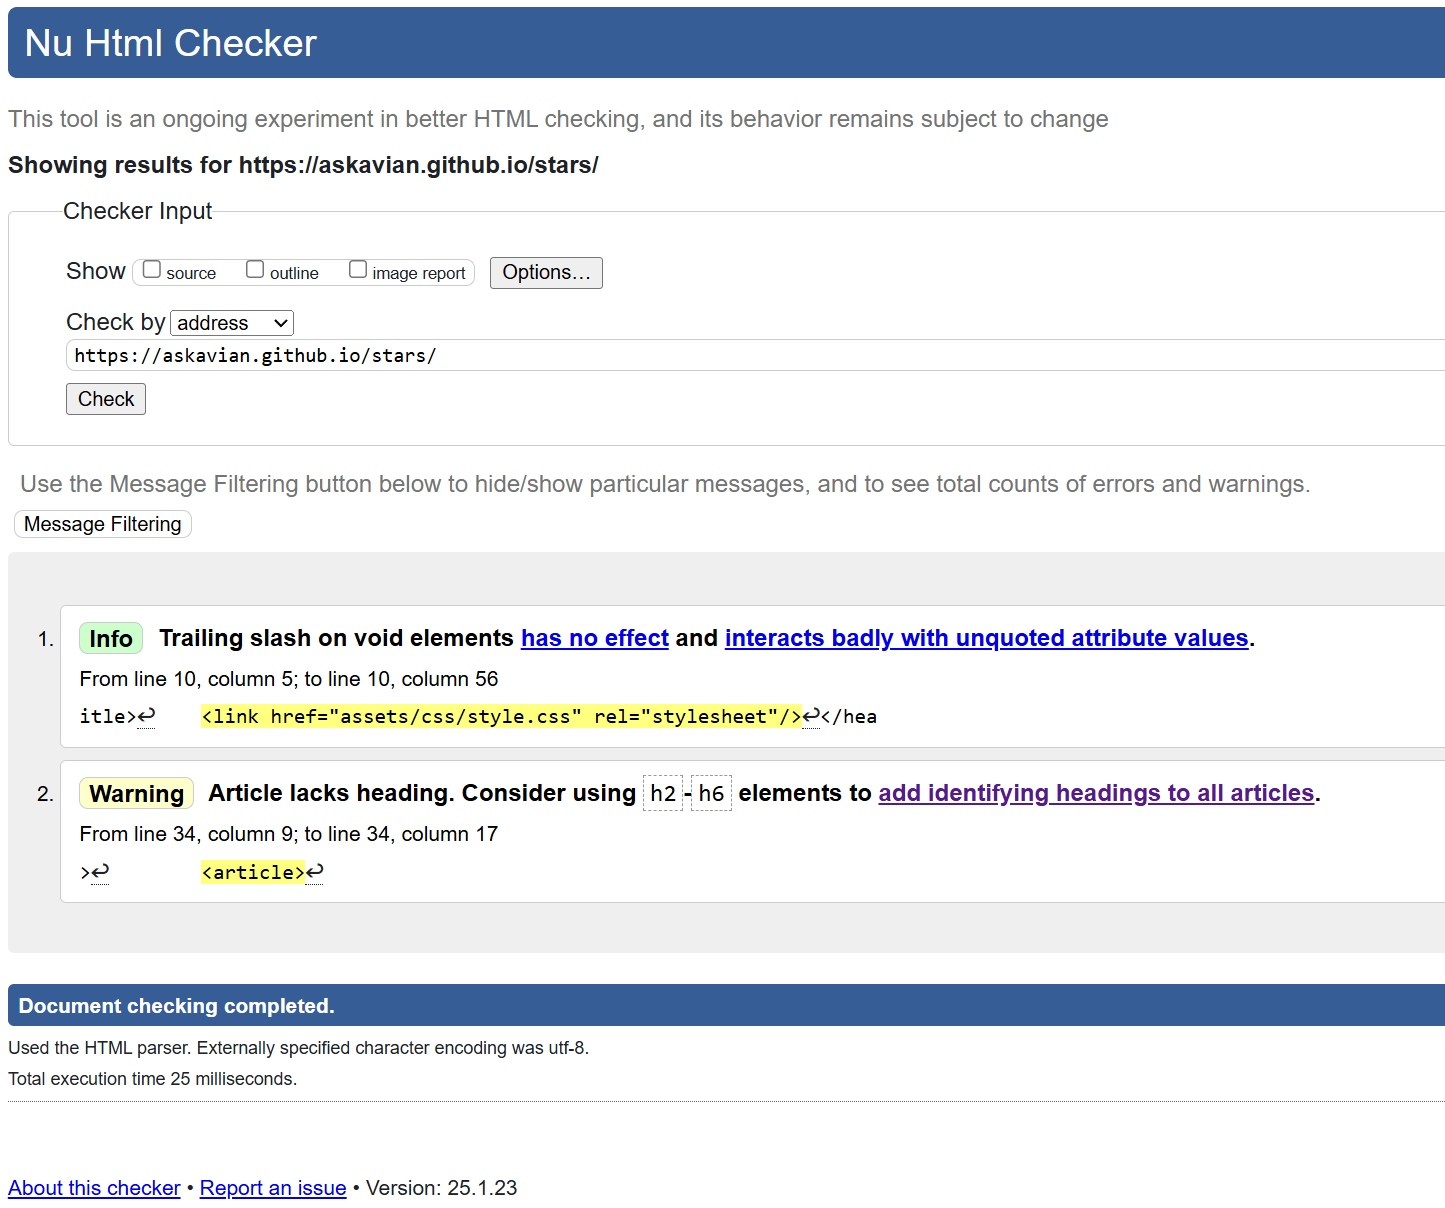 Nu Html Checker
This tool is an ongoing experiment in better HTML checking, and its behavior remains subject to change
Showing results for https://askavian.github.io/stars/
Checker Input
Show source outline image report Options…
Check by address
https://askavian.github.io/stars/
Check
Use the Message Filtering button below to hide/show particular messages, and to see total counts of errors and warnings.
Message Filtering
1. Info Trailing slash on void elements has no effect and interacts badly with unquoted attribute values.
From line 10, column 5; to line 10, column 56
itle>↩ <link href="assets/css/style.css" rel="stylesheet"/>↩</hea
2. Warning Article lacks heading. Consider using h2-h6 elements to add identifying headings to all articles.
From line 34, column 9; to line 34, column 17
>↩ <article>↩
Document checking completed.
Used the HTML parser. Externally specified character encoding was utf-8.
Total execution time 25 milliseconds.
About this checker • Report an issue • Version: 25.1.23